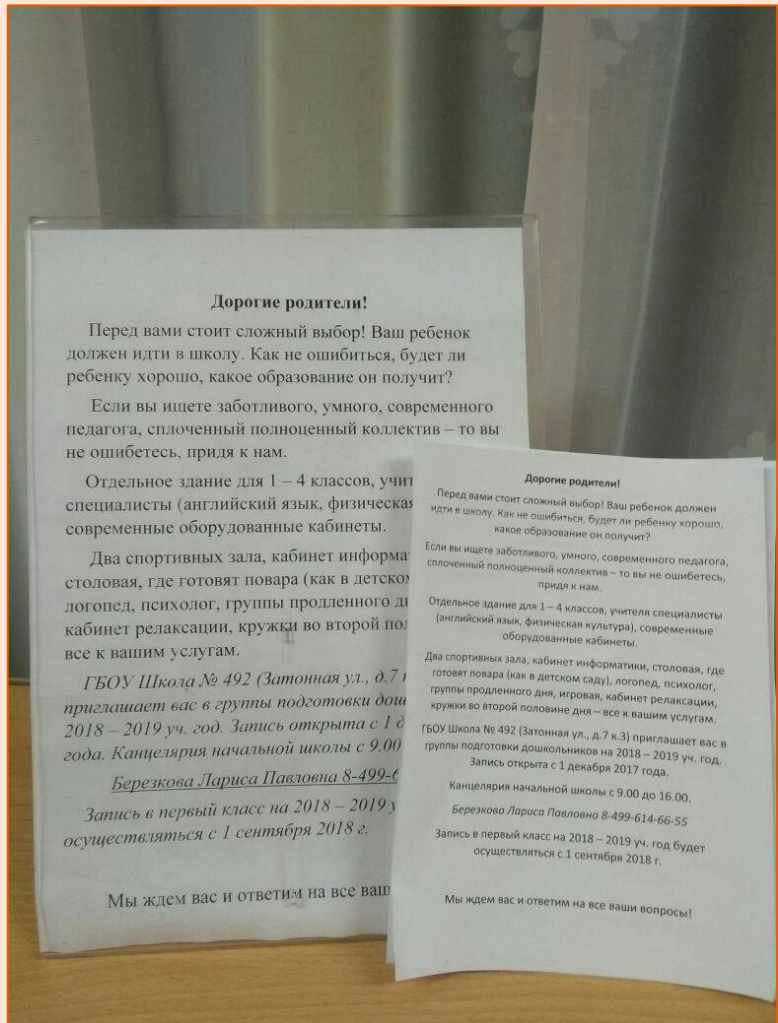 Дорогие родители!
Перед вами стоит сложный выбор! Ваш ребенок
должен идти в школу. Как не ошибиться, будет ли
ребенку хорошо, какое образование он получит?
Если вы ищете заботливого, умного, современного
педагога, сплоченный полноценный коллектив – то вы
не ошибетесь, придя к нам.
Отдельное здание для 1 – 4 классов,
специалисты (английский язык,
современные оборудованные кабинеты.
Два спортивных зала, кабинет
столовая, где готовят повара (как в
логопед, психолог, группы продленного
кабинет релаксации, кружки во второй
все к вашим услугам.
ГБОУ Школа № 492 (Затонная ул., д.7
приглашает вас в группы подготовки
2018 – 2019 уч. год. Запись открыта с 1
года. Канцелярия начальной школы с 9.00
Березкова Лариса Павловна 8-499-6
Запись в первый класс на 2018 – 2019
осуществляться с 1 сентября 2018 г.
Мы ждем вас и ответим на все
Дорогие родители!
Перед вами стоит сложный выбор! Ваш ребенок должен
идти в школу. Как не ошибиться, будет ли ребенку хорошо,
какое образование он получит?
Если вы ищете заботливого, умного, современного педагога,
сплоченный полноценный коллектив – то вы не ошибетесь,
придя к нам.
Отдельное здание для 1 – 4 классов, учителя специалисты
(английский язык, физическая культура), современные
оборудованные кабинеты.
Два спортивных зала, кабинет информатики, столовая, где
готовят повара (как в детском саду), логопед, психолог,
группы продленного дня, игровая, кабинет релаксации,
кружки во второй половине дня – все к вашим услугам.
ГБОУ Школа № 492 (Затонная ул., д.7 к.3) приглашает вас в
группы подготовки дошкольников на 2018 – 2019 уч. год.
Запись открыта с 1 декабря 2017 года.
Канцелярия начальной школы с 9.00 до 16.00.
Березкова Лариса Павловна 8-499-614-66-55
Запись в первый класс на 2018 – 2019 уч. год будет
осуществляться с 1 сентября 2018 г.
Мы ждем вас и ответим на все ваши вопросы!